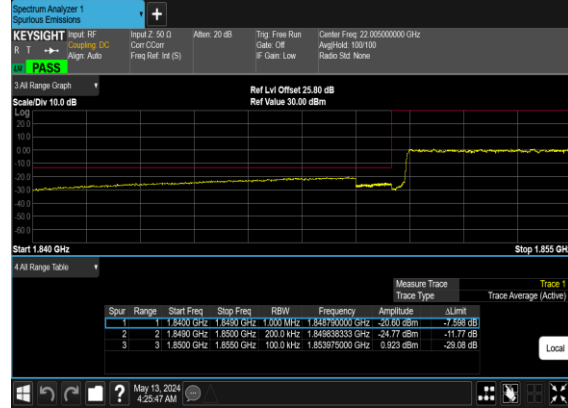 Spectrum Analyzer 1
Spurious Emissions
+
KEYSIGHT Input: RF Input Z: 50 Ω Atten: 20 dB Trig: Free Run Center Freq: 22.005000000 GHz
R T Coupling: DC Corr CCorr Gate: Off Avg|Hold: 100/100
Align: Auto Freq Ref: Int (S) IF Gain: Low Radio Std: None
PASS
3 All Range Graph
Ref Lvl Offset 25.80 dB
Scale/Div 10.0 dB Ref Value 30.00 dBm
Log
20.0
10.0
0.00
-10.0
-20.0
-30.0
-40.0
-50.0
-60.0
Start 1.840 GHz Stop 1.855 GH
4 All Range Table
Measure Trace Trace 1
Trace Type Trace Average (Active)
Spur Range Start Freq Stop Freq RBW Frequency Amplitude ΔLimit
1 1 1.8400 GHz 1.8490 GHz 1.000 MHz 1.848790000 GHz -20.60 dBm -7.598 dB
2 2 1.8490 GHz 1.8500 GHz 200.0 kHz 1.849838333 GHz -24.77 dBm -11.77 dB
3 3 1.8500 GHz 1.8550 GHz 100.0 kHz 1.853975000 GHz 0.923 dBm -29.08 dB
Local
? May 13, 2024
4:25:47 AM